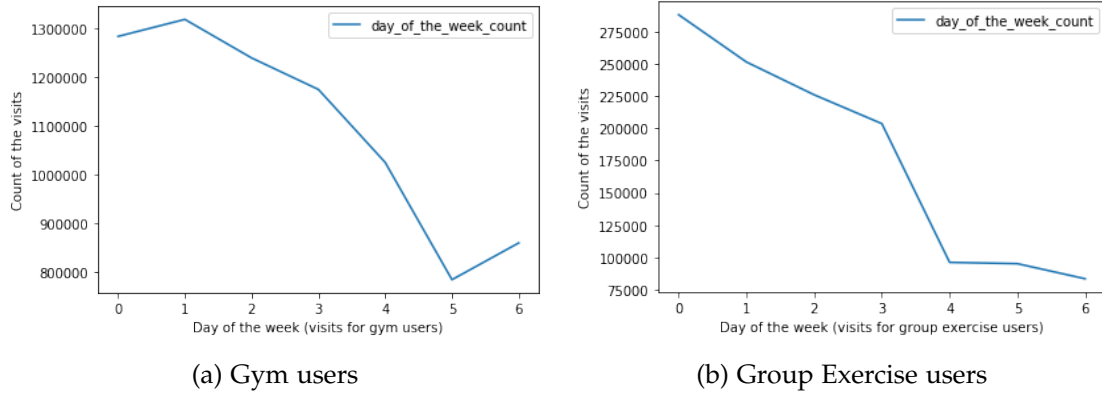 day_of_the_week_count
1300000
1200000
1100000
1000000
900000
800000
Count of the visits
0 1 2 3 4 5 6
Day of the week (visits for gym users)
(a) Gym users
day_of_the_week_count
275000
250000
225000
200000
175000
150000
125000
100000
75000
Count of the visits
0 1 2 3 4 5 6
Day of the week (visits for group exercise users)
(b) Group Exercise users